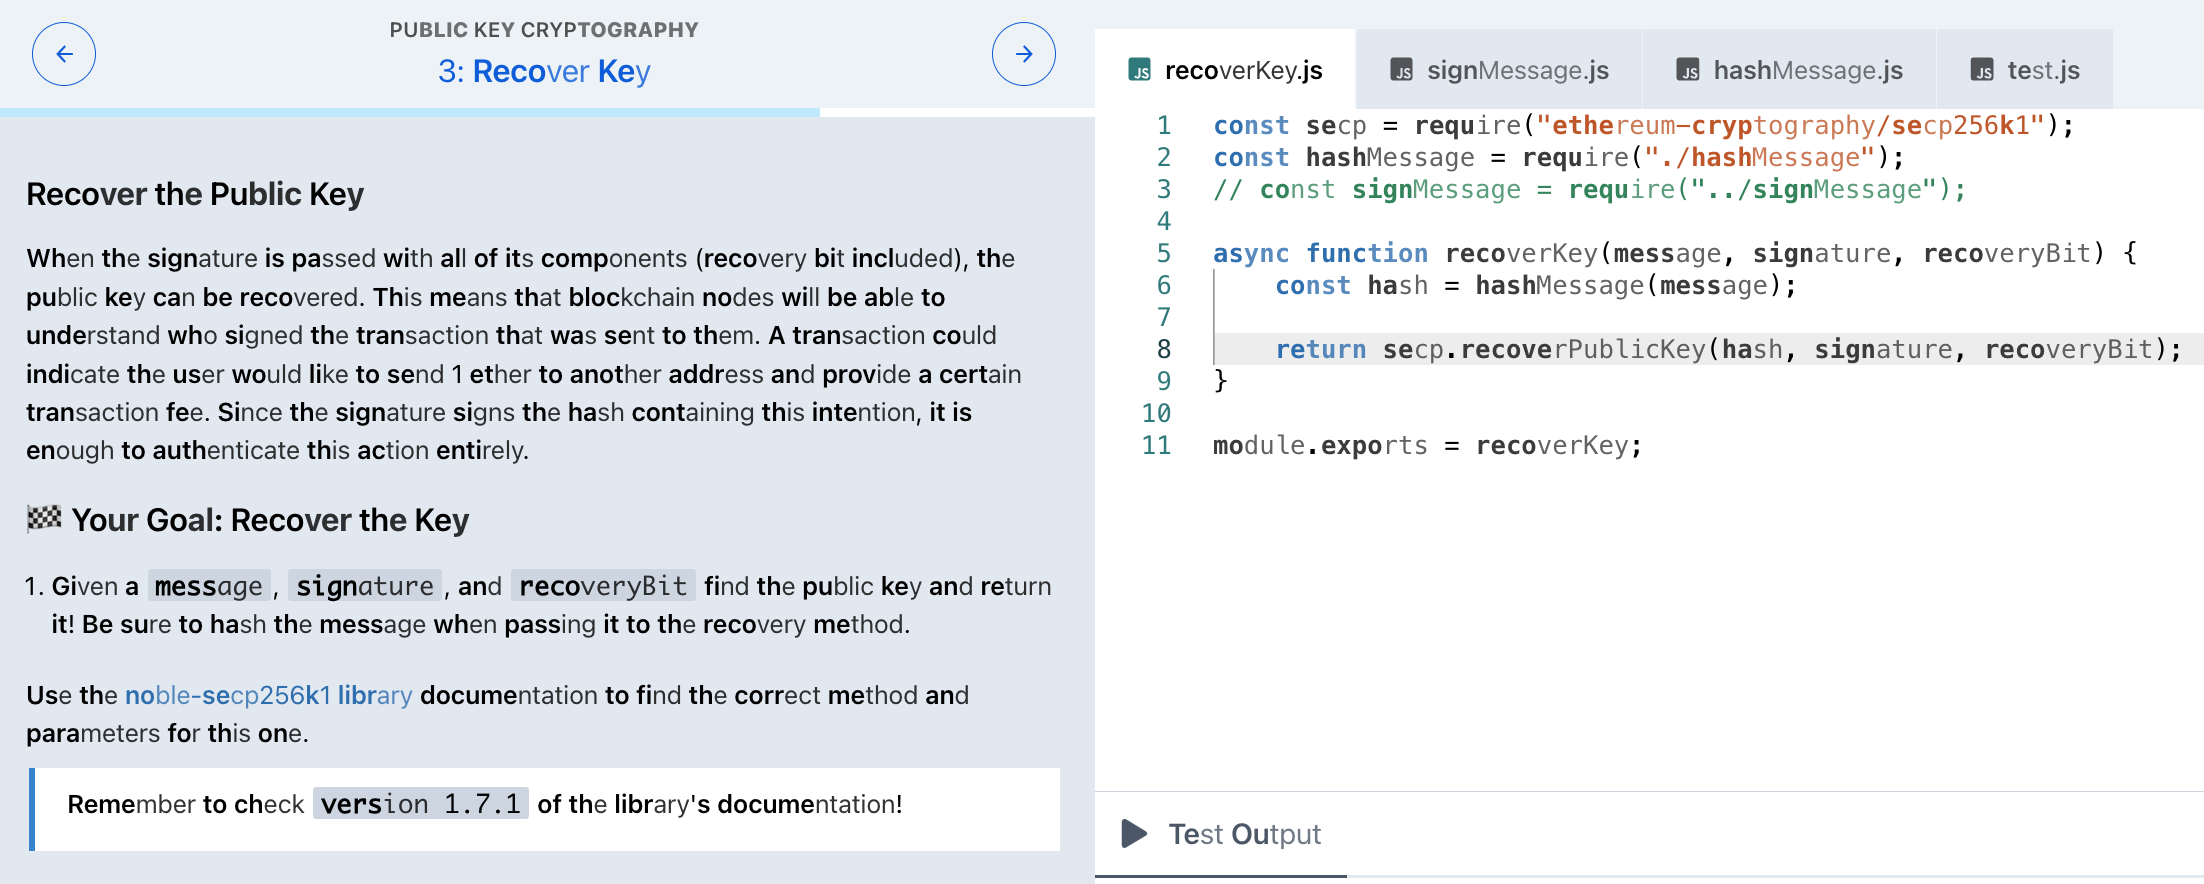 PUBLIC KEY CRYPTOGRAPHY
3: Recover Key
Recover the Public Key
When the signature is passed with all of its components (recovery bit included), the
public key can be recovered. This means that blockchain nodes will be able to
understand who signed the transaction that was sent to them. A transaction could
indicate the user would like to send 1 ether to another address and provide a certain
transaction fee. Since the signature signs the hash containing this intention, it is
enough to authenticate this action entirely.
🏁 Your Goal: Recover the Key
1. Given a message, signature, and recoveryBit find the public key and return
it! Be sure to hash the message when passing it to the recovery method.
Use the noble-secp256k1 library documentation to find the correct method and
parameters for this one.
Remember to check version 1.7.1 of the library's documentation!
JS recoverKey.js JS signMessage.js JS hashMessage.js JS test.js
1 const secp = require("ethereum-cryptography/secp256k1");
2 const hashMessage = require("./hashMessage");
3 // const signMessage = require("../signMessage");
4
5 async function recoverKey(message, signature, recoveryBit) {
6     const hash = hashMessage(message);
7
8     return secp.recoverPublicKey(hash, signature, recoveryBit);
9 }
10
11 module.exports = recoverKey;
Test Output